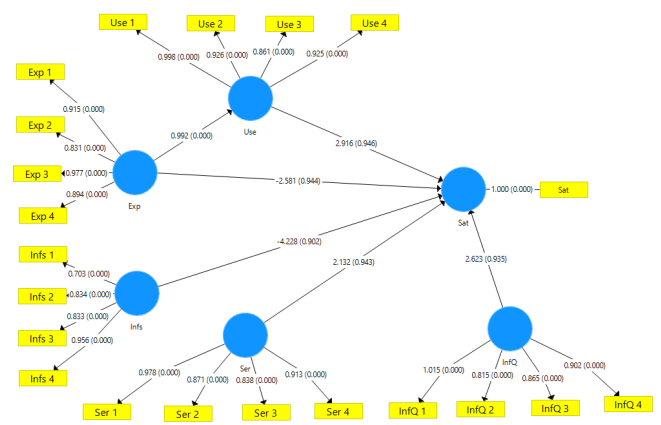 Use 1
Use 2
Use 3
Use 4
0.998 (0.000)
0.926 (0.000)
0.861 (0.000)
0.925 (0.000)
Use
Exp 1
Exp 2
Exp 3
Exp 4
0.915 (0.000)
0.831 (0.000)
0.977 (0.000)
0.894 (0.000)
Exp
0.992 (0.000)
2.916 (0.946)
-2.581 (0.944)
-4.228 (0.902)
2.132 (0.943)
2.623 (0.935)
Sat
1.000 (0.000)
Sat
Infs 1
Infs 2
Infs 3
Infs 4
0.703 (0.000)
0.834 (0.000)
0.833 (0.000)
0.956 (0.000)
Infs
Ser
0.978 (0.000)
0.871 (0.000)
0.838 (0.000)
0.913 (0.000)
Ser 1
Ser 2
Ser 3
Ser 4
InfQ
1.015 (0.000)
0.815 (0.000)
0.865 (0.000)
0.902 (0.000)
InfQ 1
InfQ 2
InfQ 3
InfQ 4